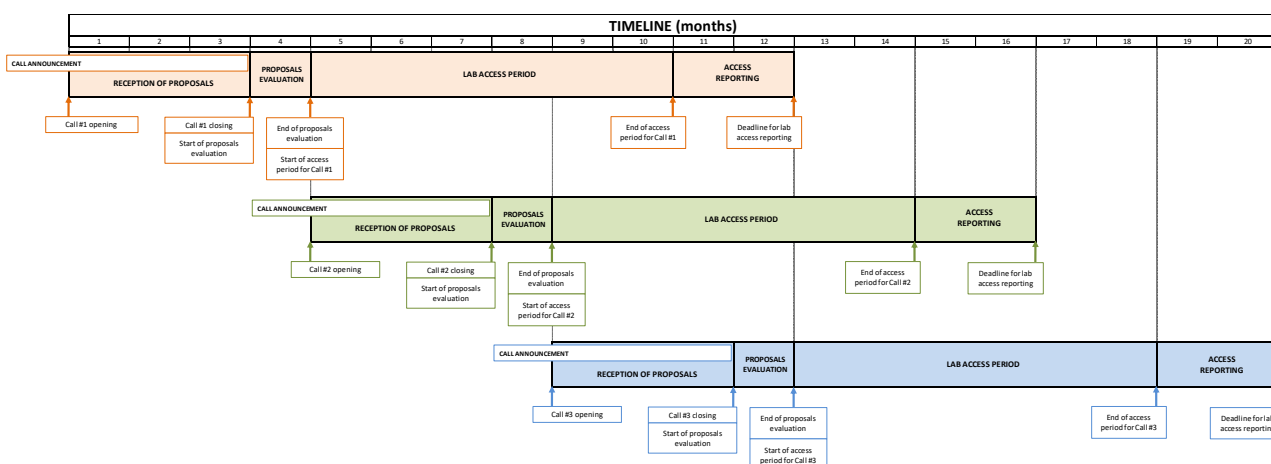 TIMELINE (months)
1 2 3 4 5 6 7 8 9 10 11 12 13 14 15 16 17 18 19 20
CALL ANNOUNCEMENT
RECEPTION OF PROPOSALS
PROPOSALS
EVALUATION
LAB ACCESS PERIOD
ACCESS
REPORTING
Call #1 opening
Call #1 closing
Start of proposals
evaluation
End of proposals
evaluation
Start of access
period for Call #1
End of access
period for Call #1
Deadline for lab
access reporting
CALL ANNOUNCEMENT
RECEPTION OF PROPOSALS
PROPOSALS
EVALUATION
LAB ACCESS PERIOD
ACCESS
REPORTING
Call #2 opening
Call #2 closing
Start of proposals
evaluation
End of proposals
evaluation
Start of access
period for Call #2
End of access
period for Call #2
Deadline for lab
access reporting
CALL ANNOUNCEMENT
RECEPTION OF PROPOSALS
PROPOSALS
EVALUATION
LAB ACCESS PERIOD
ACCESS
REPORTING
Call #3 opening
Call #3 closing
Start of proposals
evaluation
End of proposals
evaluation
Start of access
period for Call #3
End of access
period for Call #3
Deadline for lab
access reporting